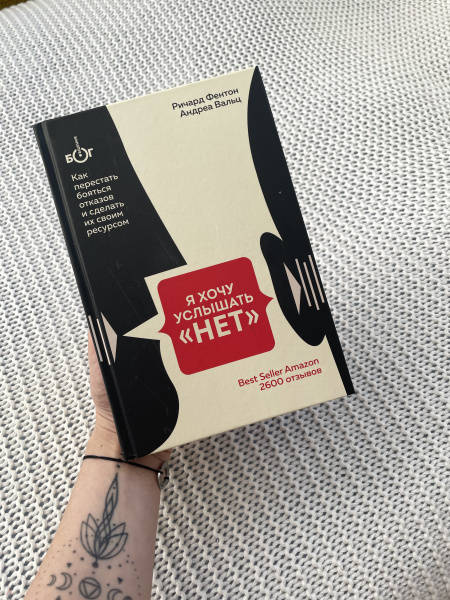 Ричард Фентон
Андреа Вальц
БОГ
Как
перестать
бояться
отказов
и сделать
их своим
ресурсом
Я ХОЧУ
УСЛЫШАТЬ
«НЕТ»
Best Seller Amazon
2600 отзывов